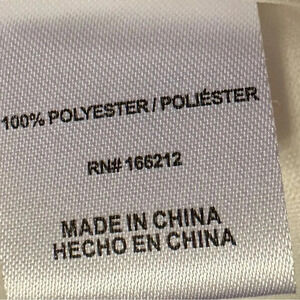 100% POLYESTER / POLIÉSTER
RN# 166212
MADE IN CHINA
HECHO EN CHINA